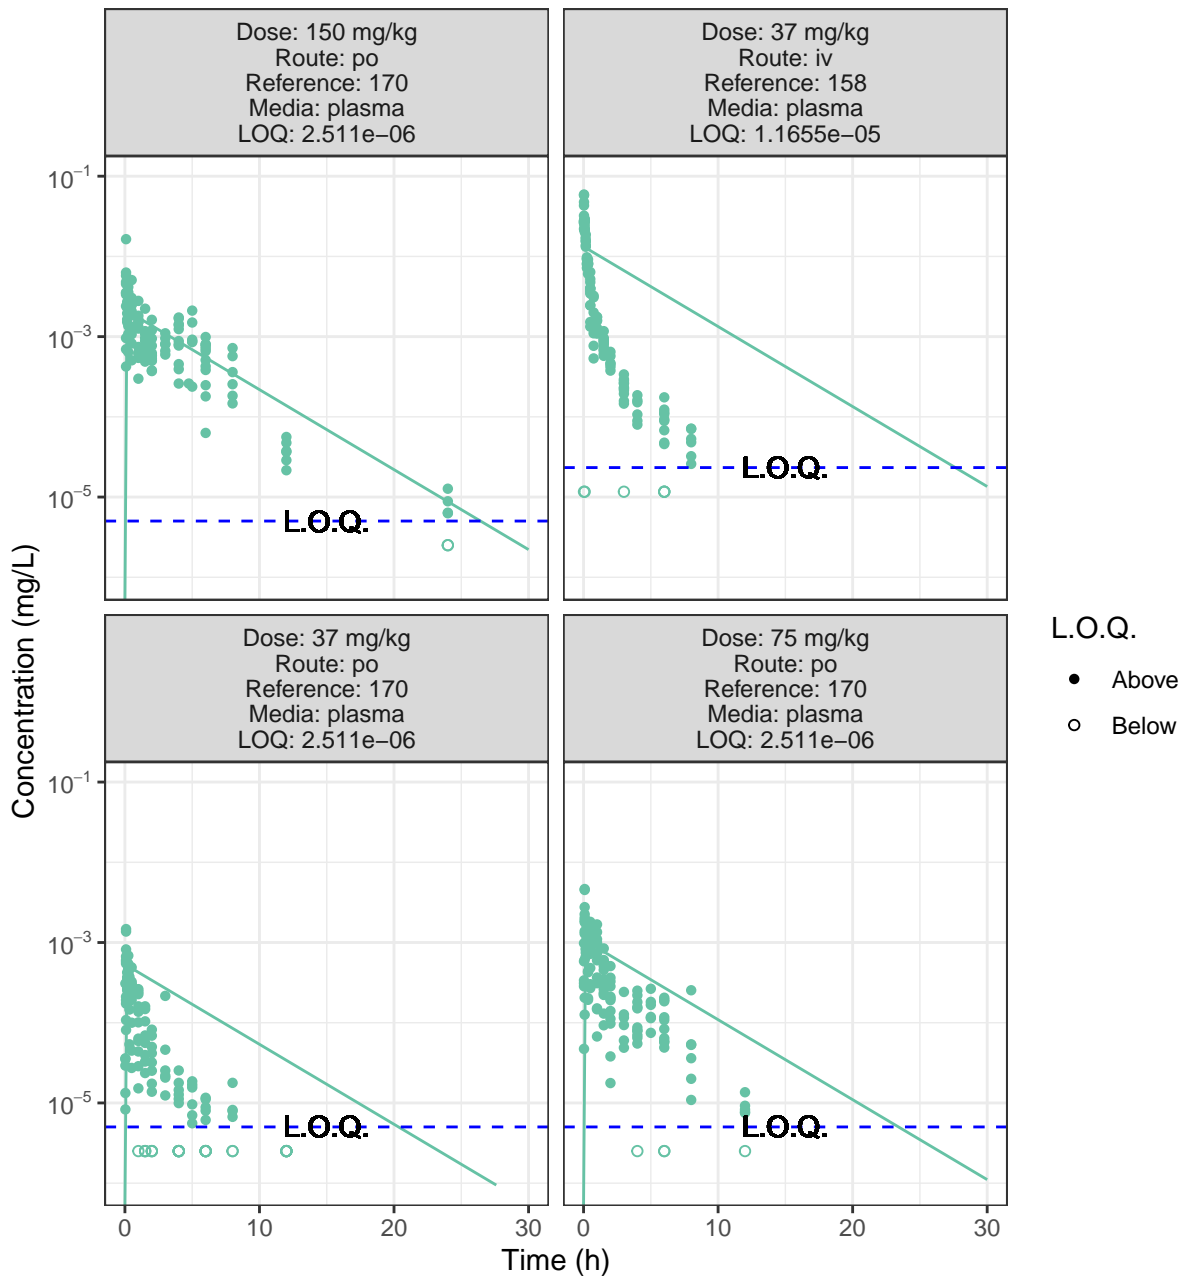 Dose: 150 mg/kg
Route: po
Reference: 170
Media: plasma
LOQ: 2.511e−06
Dose: 37 mg/kg
Route: iv
Reference: 158
Media: plasma
LOQ: 1.1655e−05
10−1
10−3
10−5
L.O.Q.
L.O.Q.
Dose: 37 mg/kg
Route: po
Reference: 170
Media: plasma
LOQ: 2.511e−06
Dose: 75 mg/kg
Route: po
Reference: 170
Media: plasma
LOQ: 2.511e−06
10−1
10−3
10−5
L.O.Q.
L.O.Q.
0 10 20 30
0 10 20 30
Time (h)
Concentration (mg/L)
L.O.Q.
Above
Below